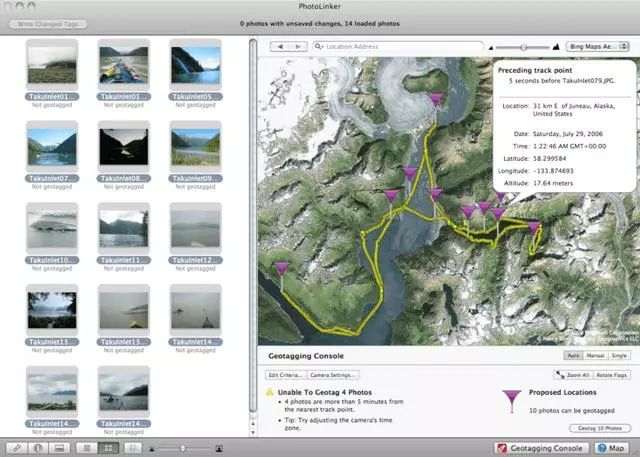 PhotoLinker
Write Changed Tags
0 photos with unsaved changes, 14 loaded photos
Location Address
Bing Maps Ae...
TakuInlet01...
Not geotagged
TakuInlet01...
Not geotagged
TakuInlet05...
Not geotagged
TakuInlet07...
Not geotagged
TakuInlet08...
Not geotagged
TakuInlet09...
Not geotagged
TakuInlet10...
Not geotagged
TakuInlet11...
Not geotagged
TakuInlet12...
Not geotagged
TakuInlet13...
Not geotagged
TakuInlet13...
Not geotagged
TakuInlet14...
Not geotagged
TakuInlet14...
Not geotagged
TakuInlet14...
Not geotagged
Preceding track point
5 seconds before TakuInlet079.JPG.
Location: 31 km E of Juneau, Alaska,
United States
Date: Saturday, July 29, 2006
Time: 1:22:46 AM GMT+00:00
Latitude: 58.299584
Longitude: -133.874693
Altitude: 17.64 meters
Geotagging Console
Auto Manual Single
Edit Criteria... Camera Settings...
Zoom All Rotate Flags
Unable To Geotag 4 Photos
• 4 photos are more than 5 minutes from
the nearest track point.
• Tip: Try adjusting the camera's time
zone.
Proposed Locations
10 photos can be geotagged
Geotag 10 Photos
Geotagging Console
Map